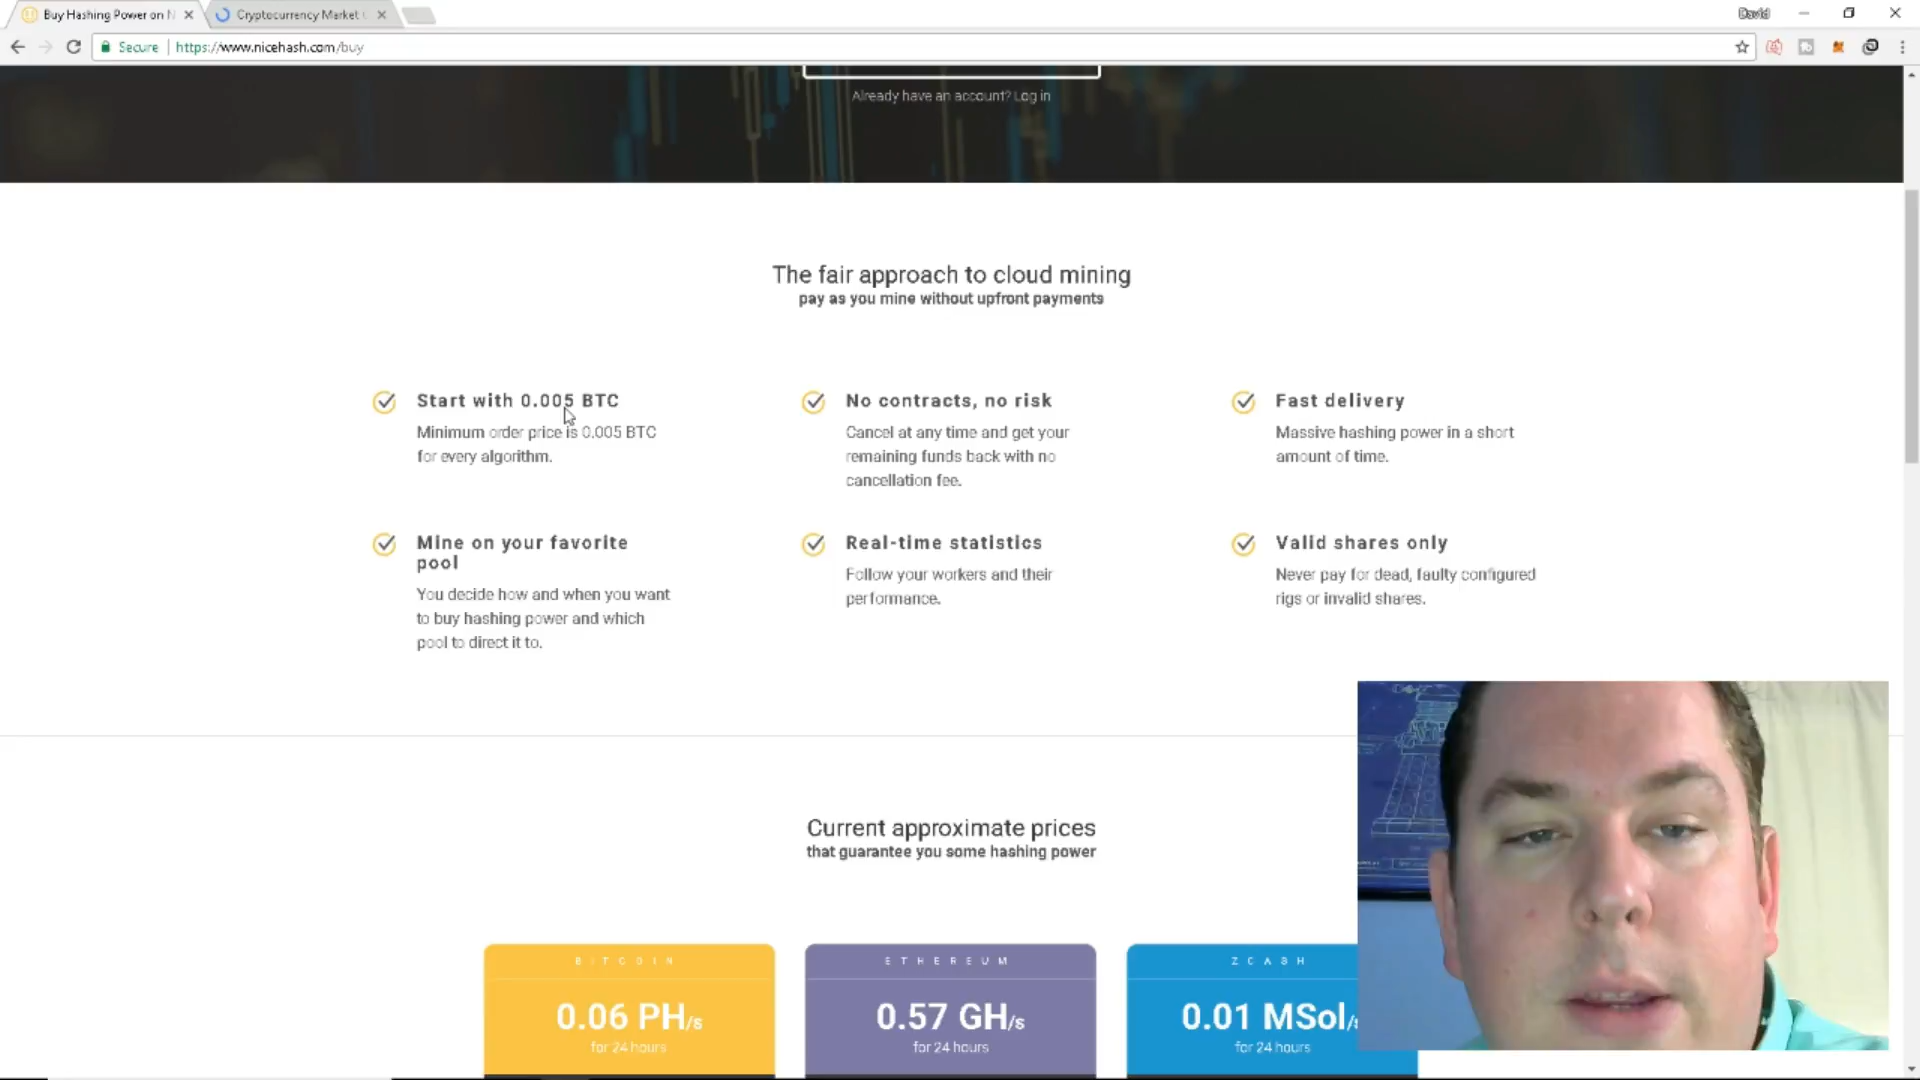 Buy Hashing Power on N
Cryptocurrency Market
David
Secure
https://www.nicehash.com/buy
Already have an account? Log in
The fair approach to cloud mining
pay as you mine without upfront payments
Start with 0.005 BTC
Minimum order price is 0.005 BTC
for every algorithm.
No contracts, no risk
Cancel at any time and get your
remaining funds back with no
cancellation fee.
Fast delivery
Massive hashing power in a short
amount of time.
Mine on your favorite
pool
You decide how and when you want
to buy hashing power and which
pool to direct it to.
Real-time statistics
Follow your workers and their
performance.
Valid shares only
Never pay for dead, faulty configured
rigs or invalid shares.
Current approximate prices
that guarantee you some hashing power
BITCOIN
0.06 PH/s
for 24 hours
ETHEREUM
0.57 GH/s
for 24 hours
ZCASH
0.01 MSol/s
for 24 hours